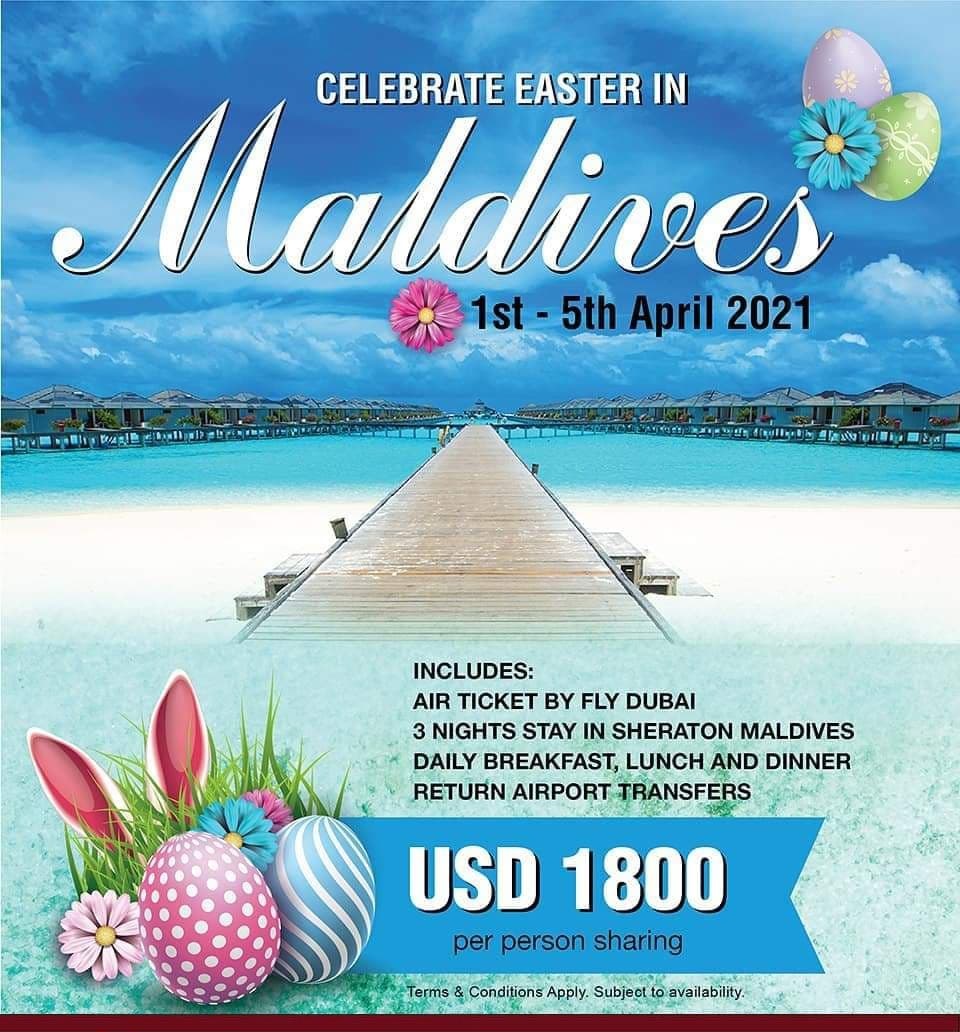 CELEBRATE EASTER IN
Maldives
1st - 5th April 2021
INCLUDES:
AIR TICKET BY FLY DUBAI
3 NIGHTS STAY IN SHERATON MALDIVES
DAILY BREAKFAST, LUNCH AND DINNER
RETURN AIRPORT TRANSFERS
USD 1800
per person sharing
Terms & Conditions Apply. Subject to availability.